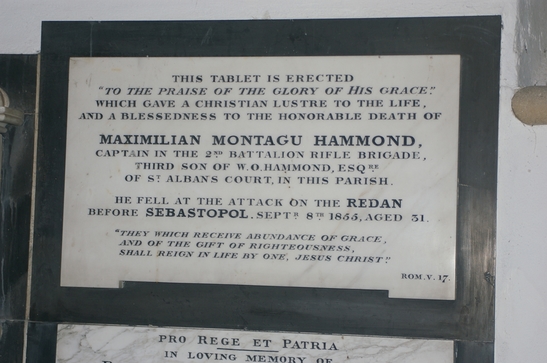 THIS TABLET IS ERECTED
"TO THE PRAISE OF THE GLORY OF HIS GRACE."
WHICH GAVE A CHRISTIAN LUSTRE TO THE LIFE,
AND A BLESSEDNESS TO THE HONORABLE DEATH OF
MAXIMILIAN MONTAGU HAMMOND,
CAPTAIN IN THE 2ND BATTALION RIFLE BRIGADE,
THIRD SON OF W.O. HAMMOND, ESQRE
OF ST ALBANS COURT, IN THIS PARISH.
HE FELL AT THE ATTACK ON THE REDAN
BEFORE SEBASTOPOL, SEPTR 8TH 1855, AGED 31.
"THEY WHICH RECEIVE ABUNDANCE OF GRACE,
AND OF THE GIFT OF RIGHTEOUSNESS,
SHALL REIGN IN LIFE BY ONE, JESUS CHRIST."
ROM. V. 17.
PRO REGE ET PATRIA
IN LOVING MEMORY OF